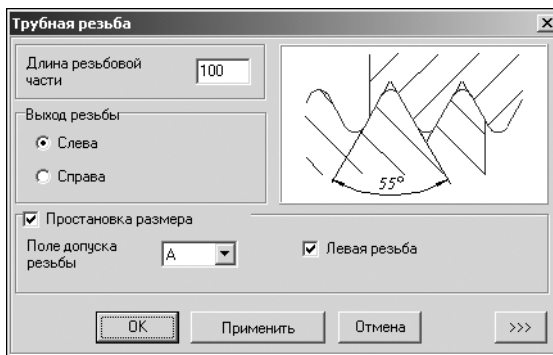 Трубная резьба
Длина резьбовой
части
100
Выход резьбы
Слева
Справа
55°
Простановка размера
Поле допуска
резьбы
A
Левая резьба
OK
Применить
Отмена
>>>